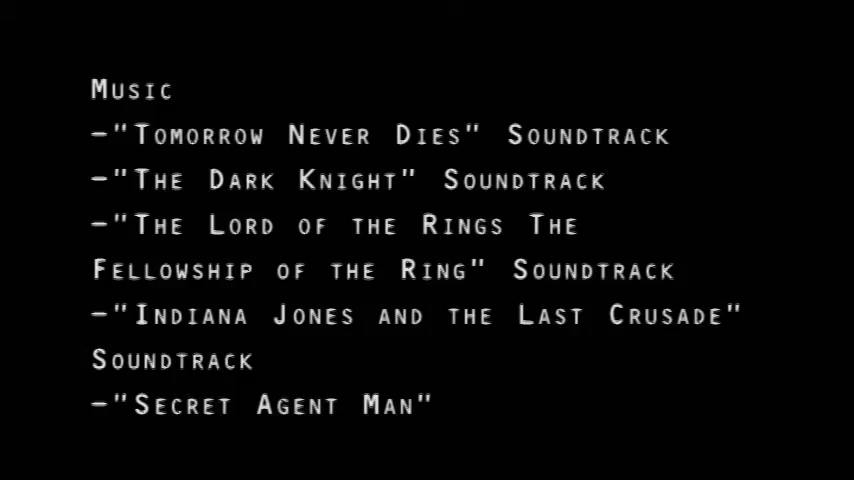 Music
-"Tomorrow Never Dies" Soundtrack
-"The Dark Knight" Soundtrack
-"The Lord of the Rings The
Fellowship of the Ring" Soundtrack
-"Indiana Jones and the Last Crusade"
Soundtrack
-"Secret Agent Man"